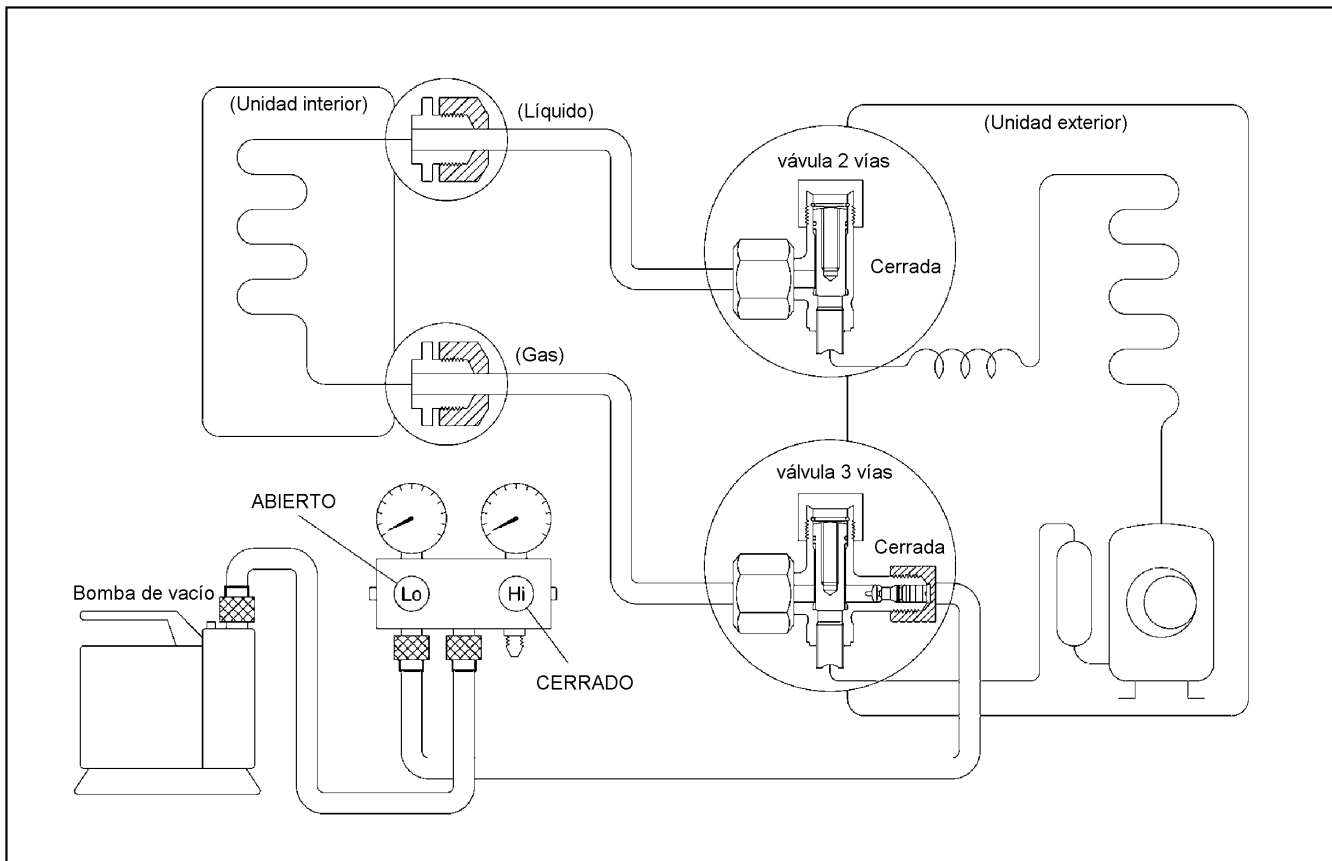 (Unidad interior)
(Líquido)
(Unidad exterior)
vávula 2 vías
Cerrada
(Gas)
válvula 3 vías
Cerrada
ABIERTO
Lo
Hi
Bomba de vacío
CERRADO